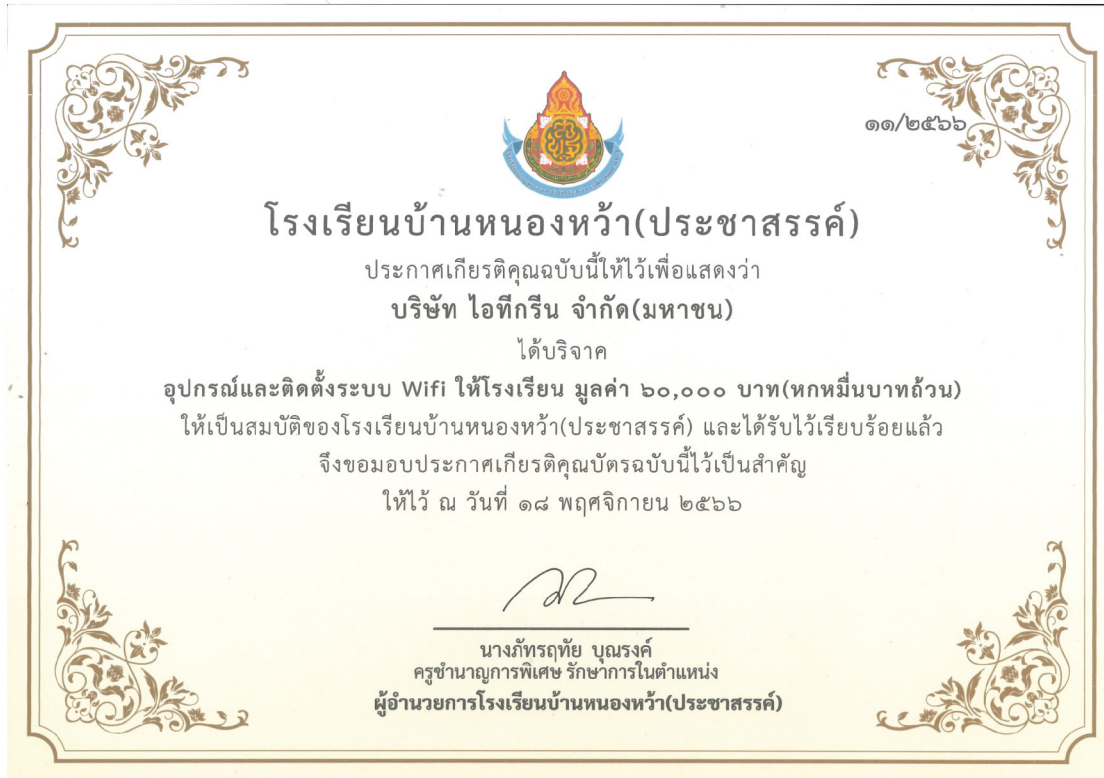 ๑๑/๒๕๖๖
โรงเรียนบ้านหนองหว้า(ประชาสรรค์)
ประกาศเกียรติคุณฉบับนี้ให้ไว้เพื่อแสดงว่า
บริษัท ไอทีกรีน จำกัด(มหาชน)
ได้บริจาค
อุปกรณ์และติดตั้งระบบ Wifi ให้โรงเรียน มูลค่า ๖๐,๐๐๐ บาท(หกหมื่นบาทถ้วน)
ให้เป็นสมบัติของโรงเรียนบ้านหนองหว้า(ประชาสรรค์) และได้รับไว้เรียบร้อยแล้ว
จึงขอมอบประกาศเกียรติคุณบัตรฉบับนี้ไว้เป็นสำคัญ
ให้ไว้ ณ วันที่ ๑๘ พฤศจิกายน ๒๕๖๖
นางภัทรฤทัย บุณรงค์
ครูชำนาญการพิเศษ รักษาการในตำแหน่ง
ผู้อำนวยการโรงเรียนบ้านหนองหว้า(ประชาสรรค์)